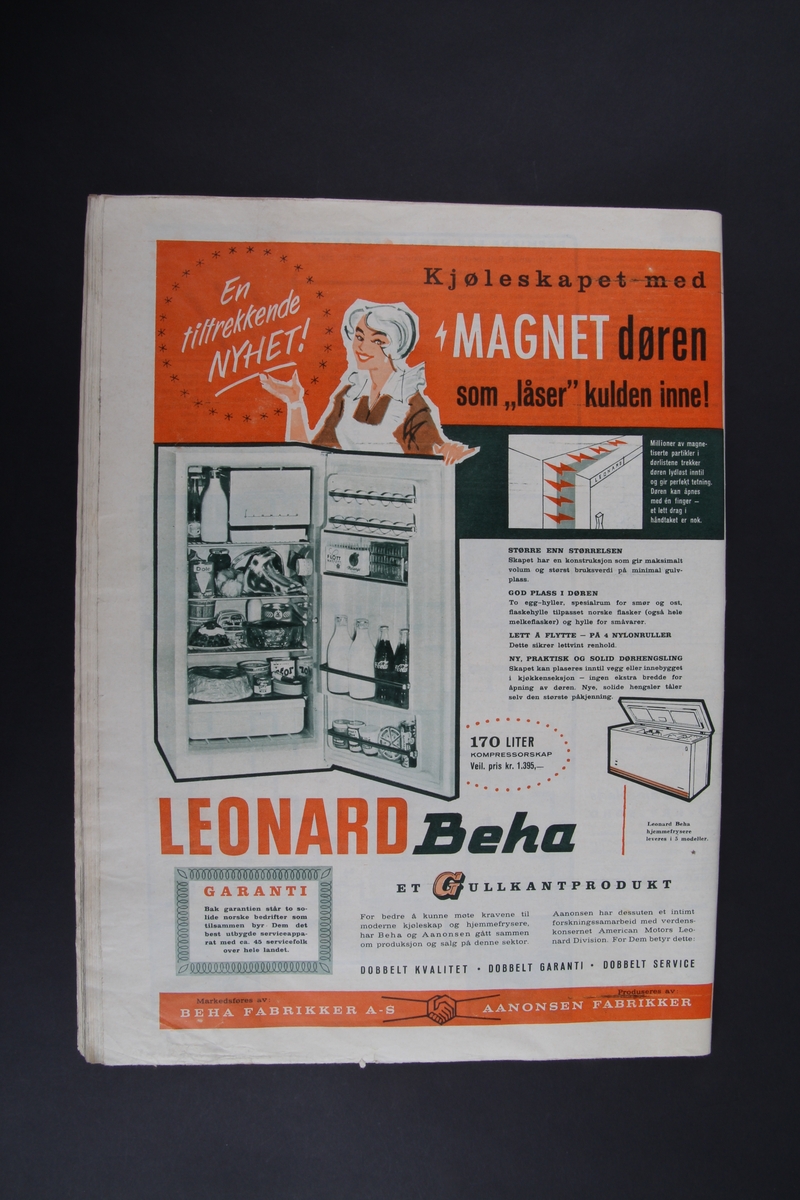 En
tiltrekkende
NYHET!
Kjøleskapet med
MAGNET døren
som „låser” kulden inne!
LEONARD
Millioner av magne-
tiserte partikler i
dørlistene trekker
døren lydløst inntil
og gir perfekt tetning.
Døren kan åpnes
med én finger —
et lett drag i
håndtaket er nok.
STØRRE ENN STØRRELSEN
Skapet har en konstruksjon som gir maksimalt
volum og størst bruksverdi på minimal gulv-
plass.
GOD PLASS I DØREN
To egg-hyller, spesialrum for smør og ost,
flaskehylle tilpasset norske flasker (også hele
melkeflasker) og hylle for småvarer.
LETT Å FLYTTE — PÅ 4 NYLONRULLER
Dette sikrer lettvint renhold.
NY, PRAKTISK OG SOLID DØRHENGSLING
Skapet kan plaseres inntil vegg eller innebygget
i kjøkkenseksjon — ingen ekstra bredde for
åpning av døren. Nye, solide hengsler tåler
selv den største påkjenning.
170 LITER
KOMPRESSORSKAP
Veil. pris kr. 1.395,—
Leonard Beha
hjemmefrysere
leveres i 5 modeller.
LEONARD Beha
GARANTI
Bak garantien står to so-
lide norske bedrifter som
tilsammen byr Dem det
best utbygde serviceappa-
rat med ca. 45 servicefolk
over hele landet.
ET GULLKANTPRODUKT
For bedre å kunne møte kravene til
moderne kjøleskap og hjemmefrysere,
har Beha og Aanonsen gått sammen
om produksjon og salg på denne sektor.
Aanonsen har dessuten et intimt
forskningssamarbeid med verdens-
konsernet American Motors Leo-
nard Division. For Dem betyr dette:
DOBBELT KVALITET • DOBBELT GARANTI • DOBBELT SERVICE
Markedsføres av:
BEHA FABRIKKER A-S
Produseres av:
AANONSEN FABRIKKER